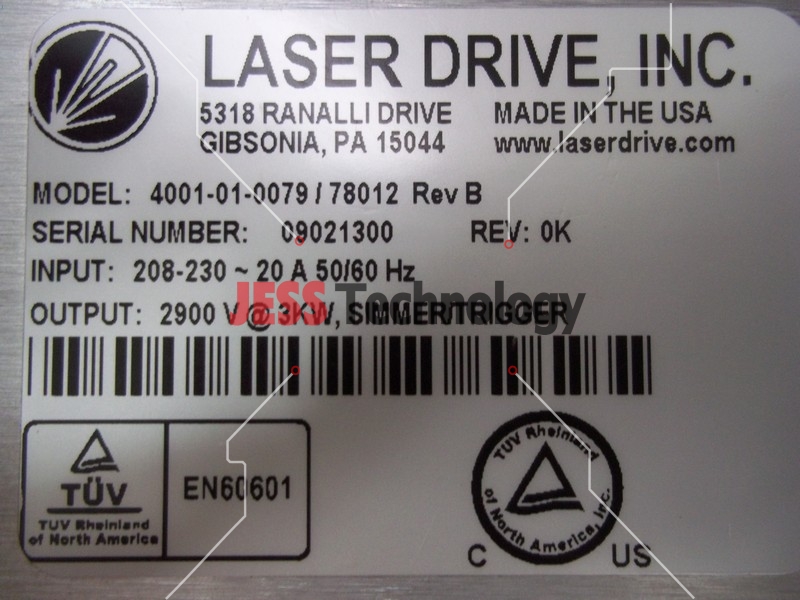 LASER DRIVE, INC.
5318 RANALLI DRIVE MADE IN THE USA
GIBSONIA, PA 15044 www.laserdrive.com
MODEL: 4001-01-0079 / 78012 Rev B
SERIAL NUMBER: 09021300 REV: 0K
INPUT: 208-230 ~ 20 A 50/60 Hz
JESS Technology
OUTPUT: 2900 V @ 3KW, SIMMER/TRIGGER
TÜV
TUV Rheinland
of North America
EN60601
TUV Rheinland
of North America, Inc.
C US